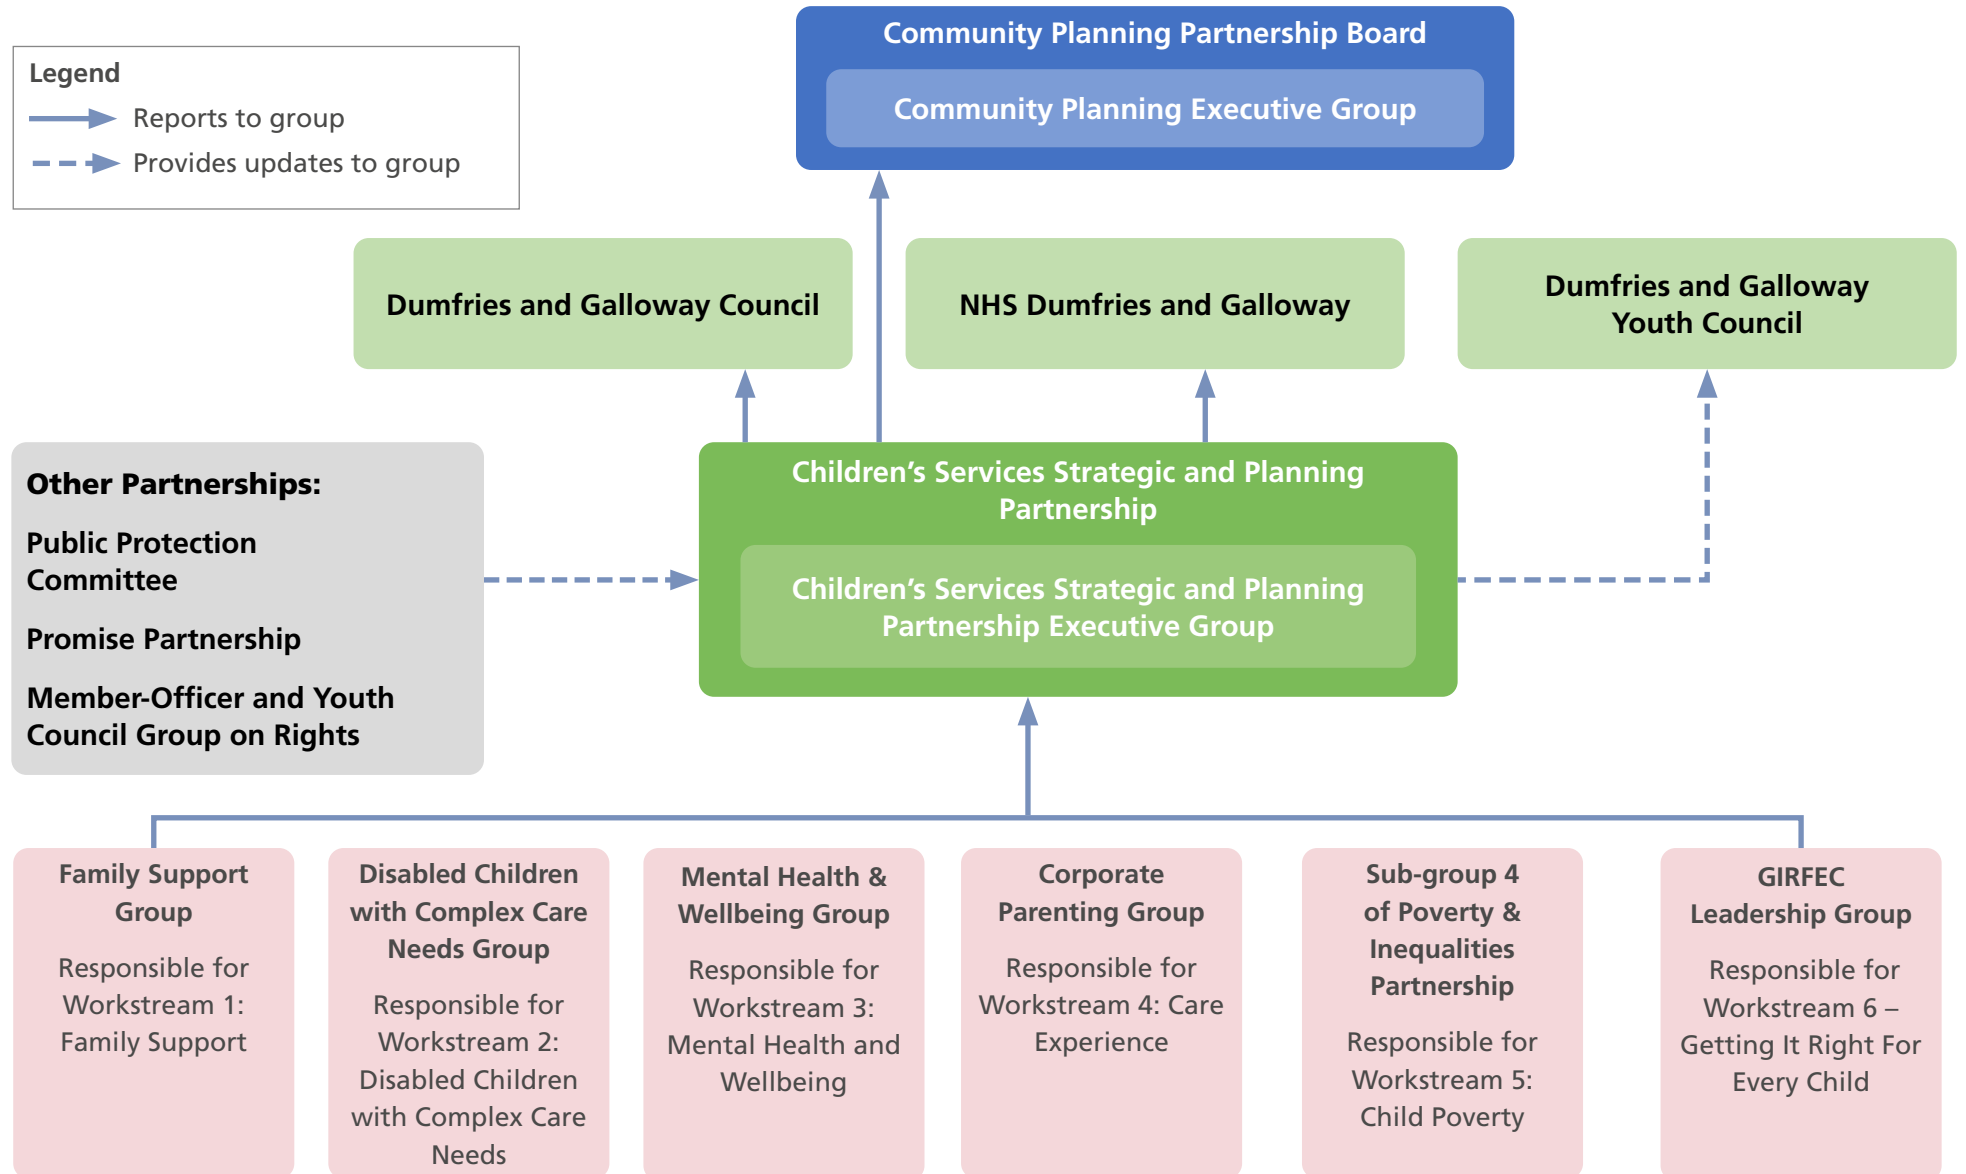 Community Planning Partnership Board
Community Planning Executive Group
Legend
Reports to group
Provides updates to group
Dumfries and Galloway Council
NHS Dumfries and Galloway
Dumfries and Galloway
Youth Council
Other Partnerships:
Public Protection
Committee
Promise Partnership
Member-Officer and Youth
Council Group on Rights
Children’s Services Strategic and Planning
Partnership
Children’s Services Strategic and Planning
Partnership Executive Group
Family Support
Group
Responsible for
Workstream 1:
Family Support
Disabled Children
with Complex Care
Needs Group
Responsible for
Workstream 2:
Disabled Children
with Complex Care
Needs
Mental Health &
Wellbeing Group
Responsible for
Workstream 3:
Mental Health and
Wellbeing
Corporate
Parenting Group
Responsible for
Workstream 4: Care
Experience
Sub-group 4
of Poverty &
Inequalities
Partnership
Responsible for
Workstream 5:
Child Poverty
GIRFEC
Leadership Group
Responsible for
Workstream 6 –
Getting It Right For
Every Child